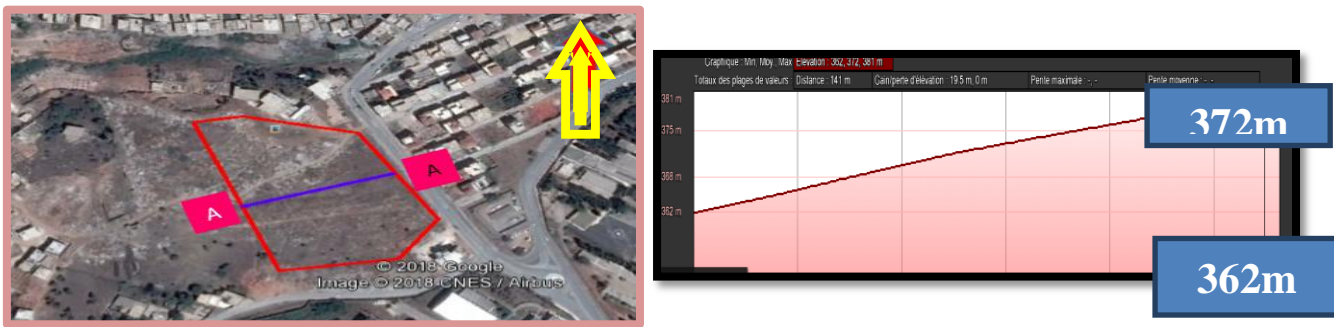 A
A
© 2018 Google
Image © 2018 CNES / Airbus
Graphique : Min, Moy., Max Élévation : 362, 372, 381 m
Totaux des plages de valeurs : Distance : 141 m Gain/perte d'élévation : 19.5 m, 0 m Pente maximale : -, - Pente moyenne : -, -
381 m
375 m
368 m
362 m
372m
362m